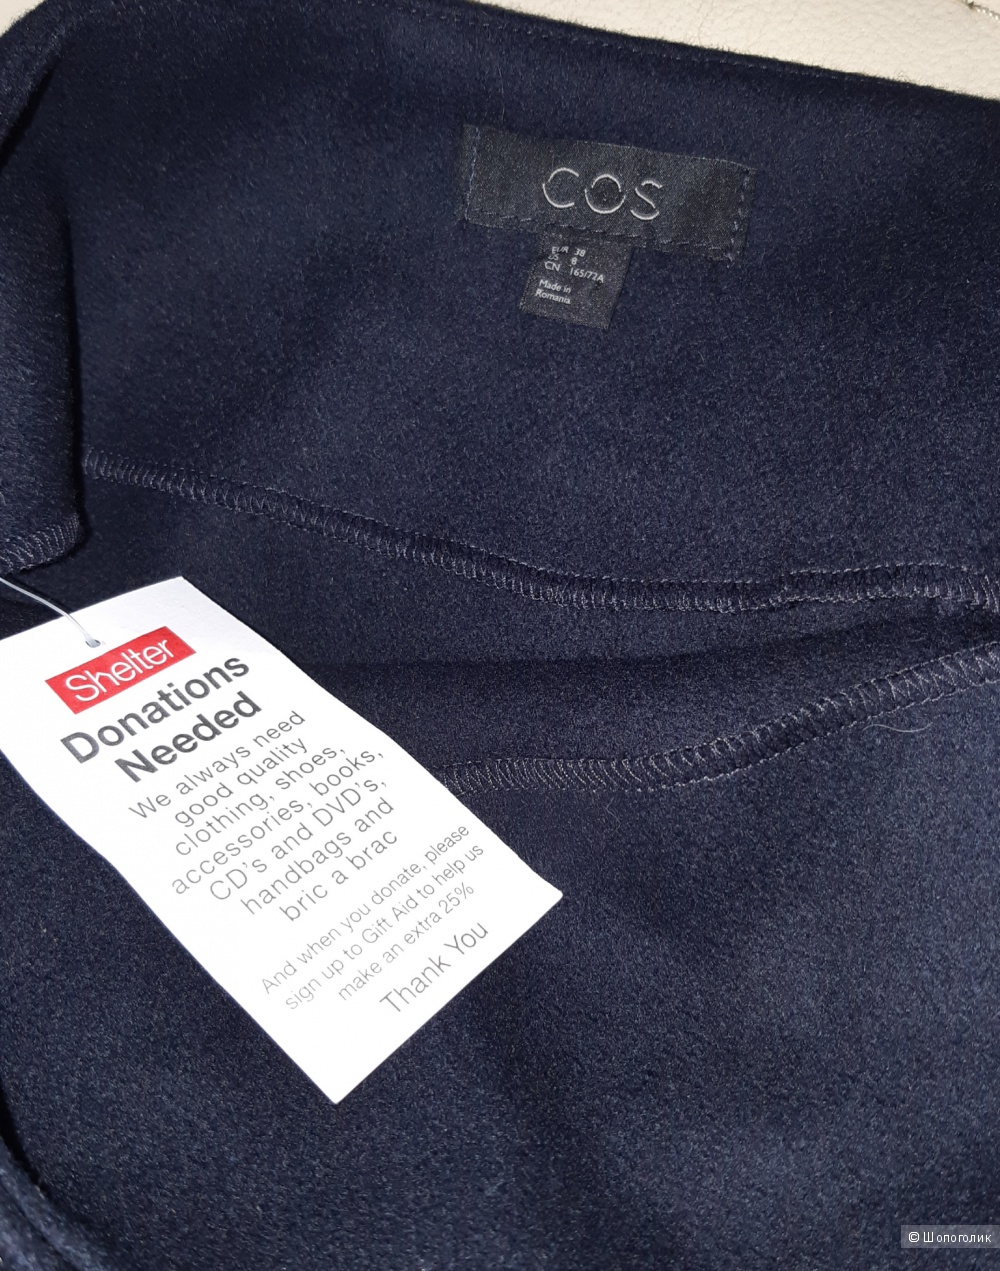 COS
EUR 38
US 8
CN 165/72A
Made in
Romania
Shelter
Donations
Needed
We always need
good quality
clothing, shoes,
accessories, books,
CD's and DVD's,
handbags and
bric a brac
And when you donate, please
sign up to Gift Aid to help us
make an extra 25%
Thank You
© Шопоголик